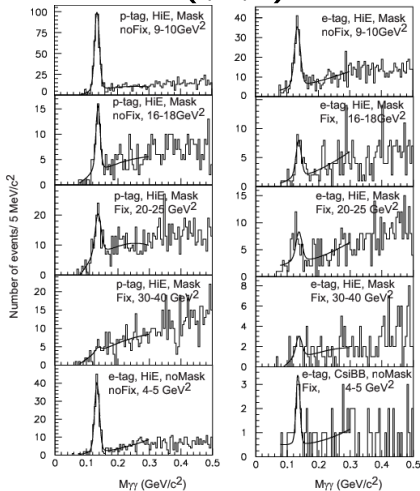 p-tag, HiE, Mask
noFix, 9-10GeV2
100
75
50
25
0
p-tag, HiE, Mask
noFix, 16-18GeV2
15
10
5
0
p-tag, HiE, Mask
Fix, 20-25 GeV2
20
10
0
p-tag, HiE, Mask
Fix, 30-40 GeV2
20
15
10
5
0
e-tag, HiE, noMask
noFix, 4-5 GeV2
40
30
20
10
0
0 0.1 0.2 0.3 0.4 0.5
Mγγ (GeV/c2)
Number of events/ 5 MeV/c2
e-tag, HiE, Mask
noFix, 9-10GeV2
40
30
20
10
0
e-tag, HiE, Mask
Fix, 16-18GeV2
10
5
0
e-tag, HiE, Mask
Fix, 20-25 GeV2
15
10
5
0
e-tag, HiE, Mask
Fix, 30-40 GeV2
8
6
4
2
0
e-tag, CsiBB, noMask
Fix, 4-5 GeV2
3
2
1
0
0 0.1 0.2 0.3 0.4 0.5
Mγγ (GeV/c2)